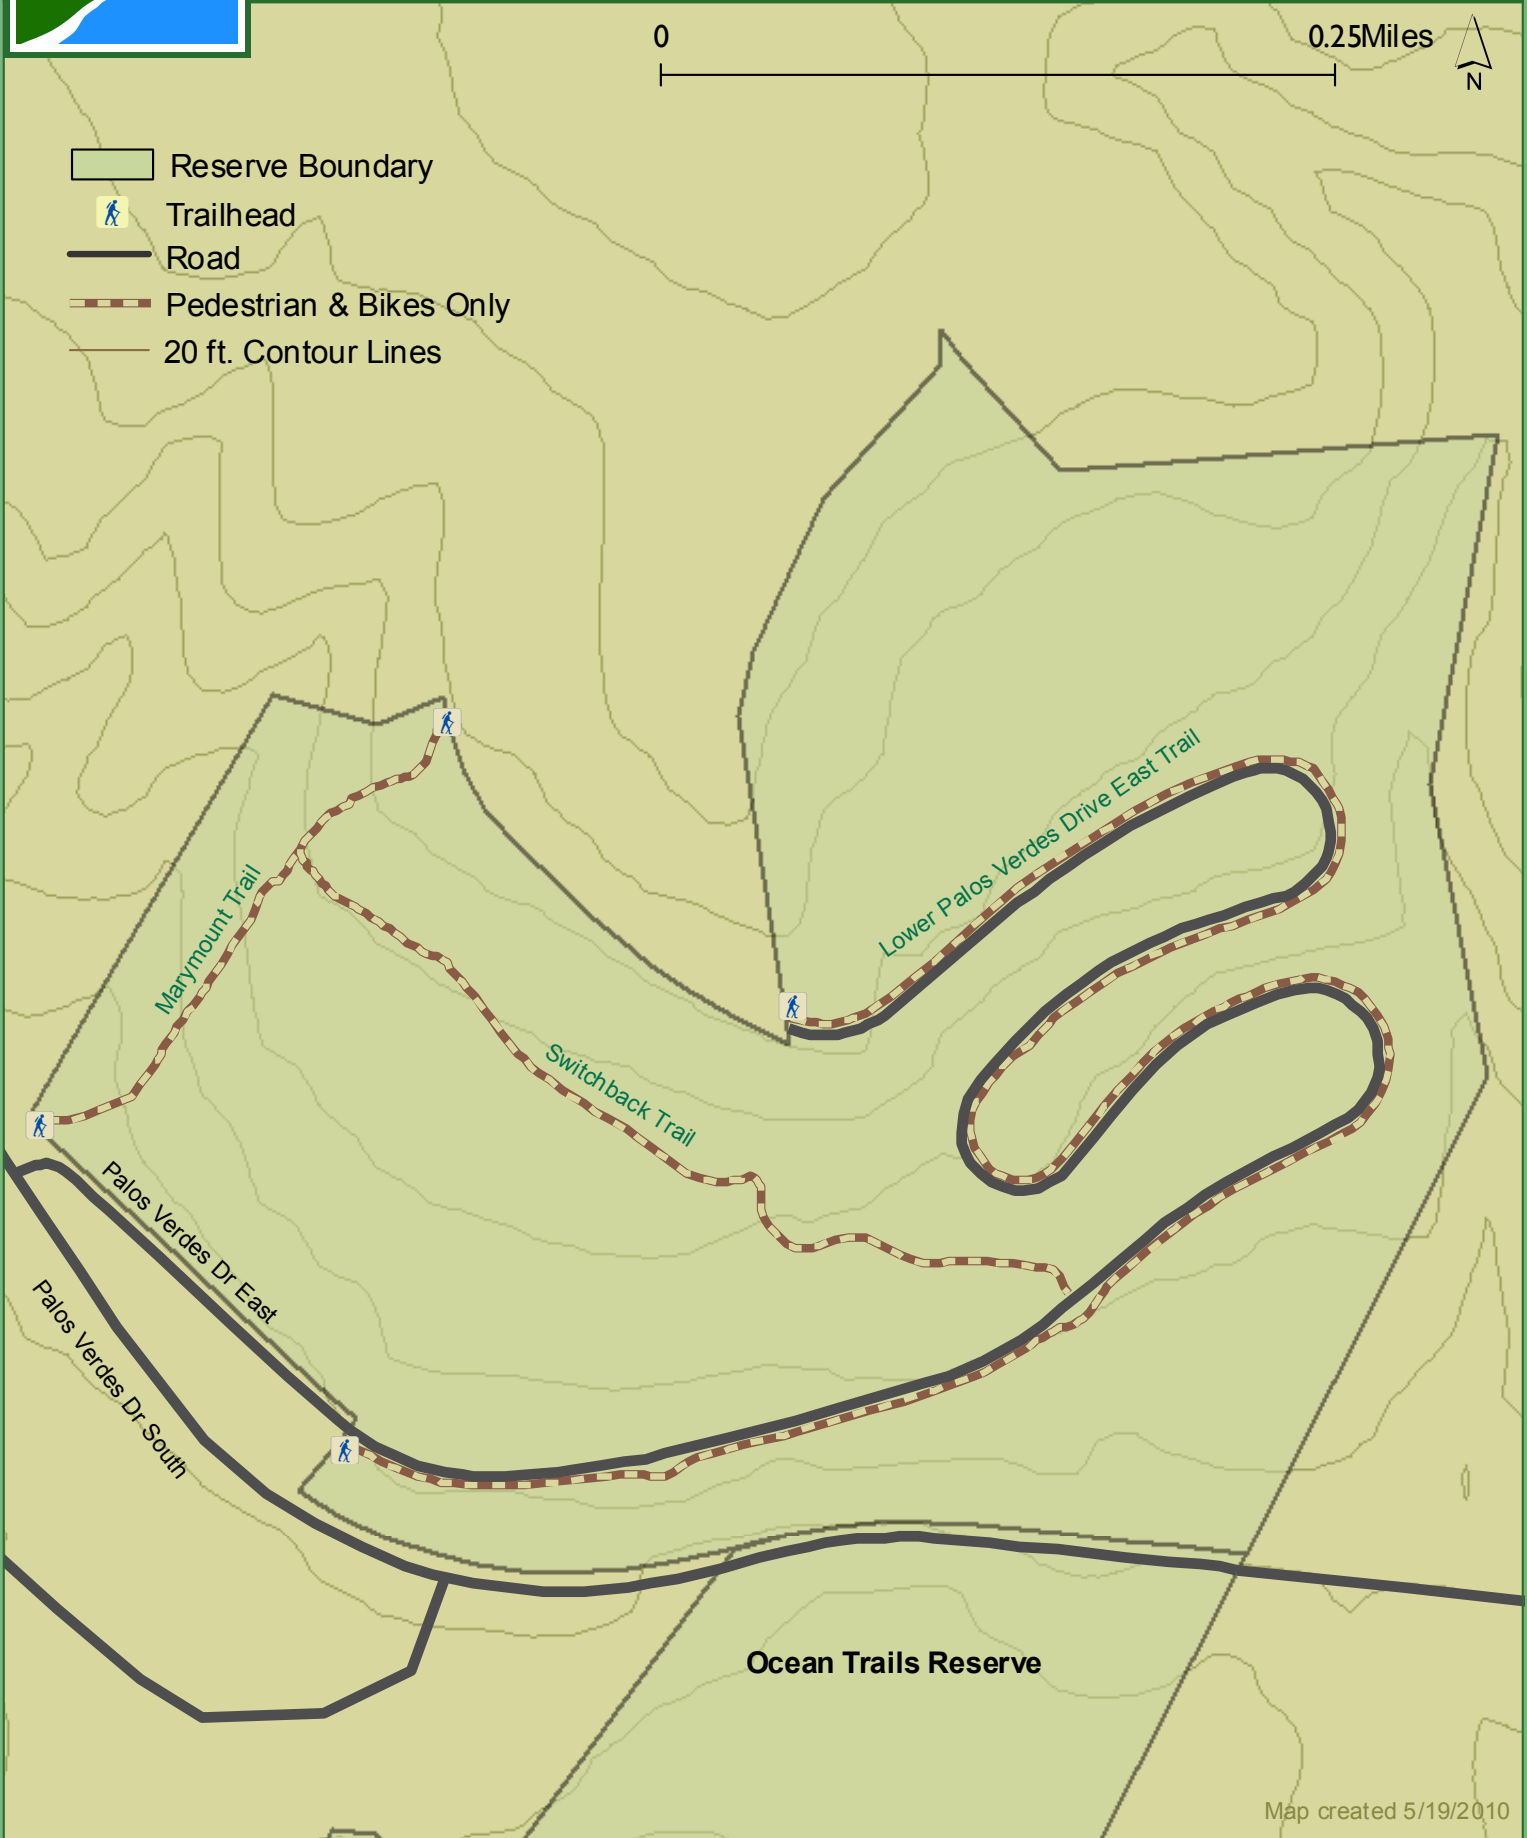 0
0.25Miles
N
Reserve Boundary
Trailhead
Road
Pedestrian & Bikes Only
20 ft. Contour Lines
Lower Palos Verdes Drive East Trail
Marymount Trail
Switchback Trail
Palos Verdes Dr East
Palos Verdes Dr South
Ocean Trails Reserve
Map created 5/19/2010